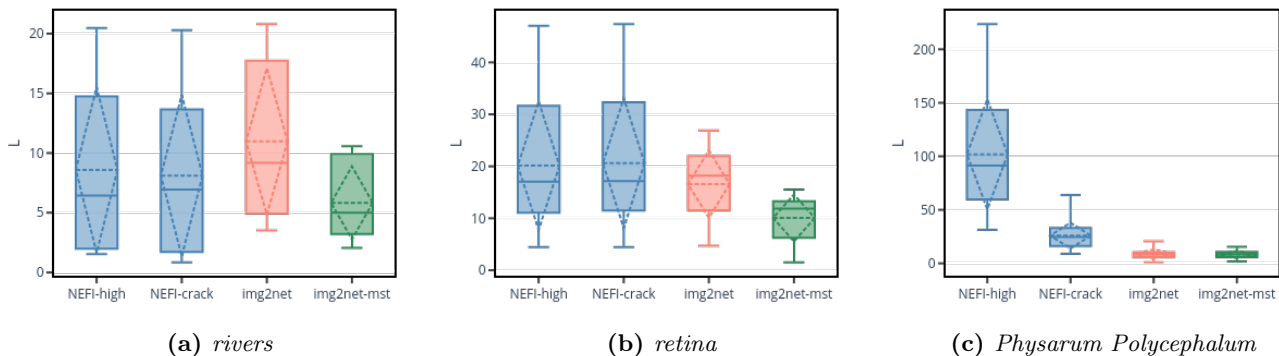 20
15
10
5
0
L
NEFI-high NEFI-crack img2net img2net-mst
(a) rivers
40
30
20
10
0
L
NEFI-high NEFI-crack img2net img2net-mst
(b) retina
200
150
100
50
0
L
NEFI-high NEFI-crack img2net img2net-mst
(c) Physarum Polycephalum